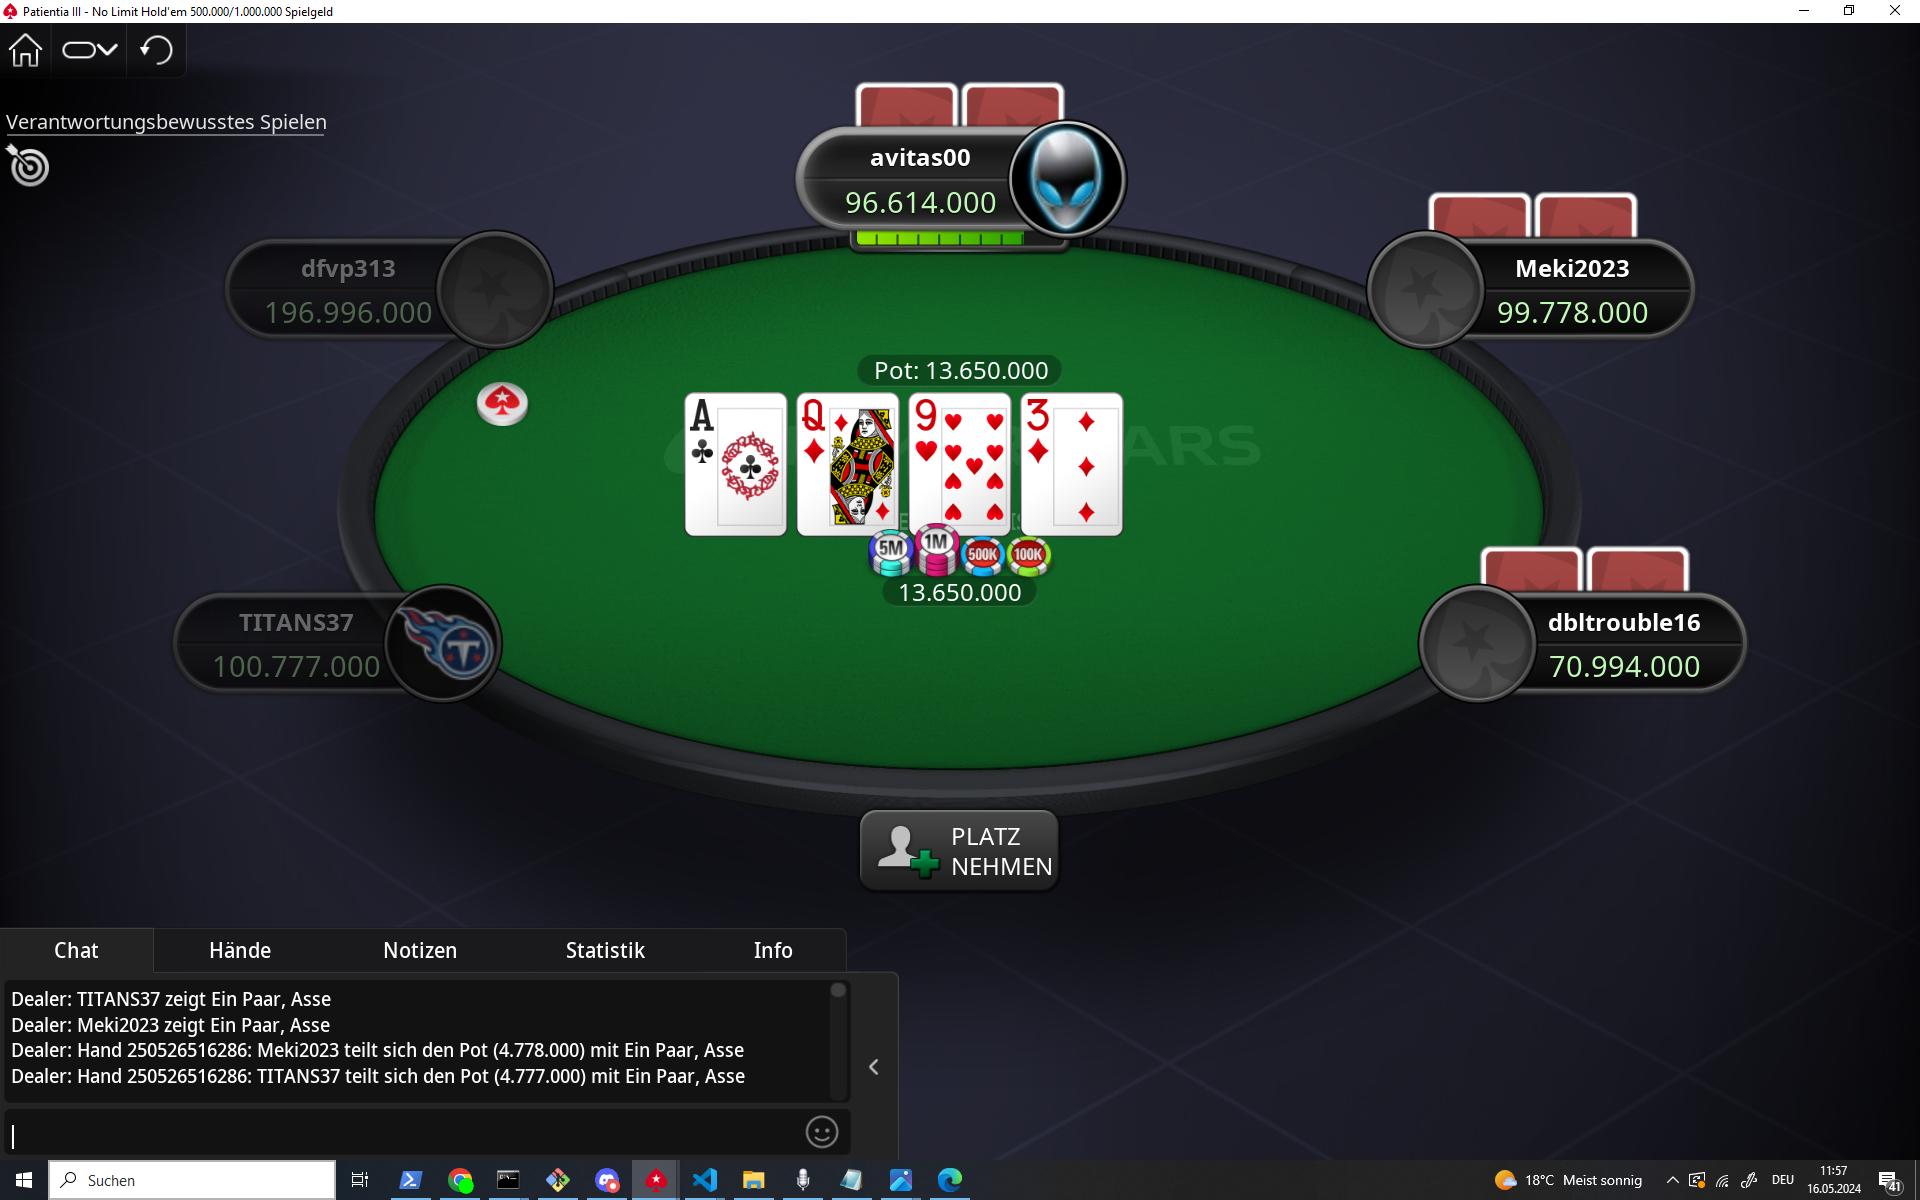 Patientia III - No Limit Hold'em 500.000/1.000.000 Spielgeld
Verantwortungsbewusstes Spielen
avitas00
96.614.000
dfvp313
196.996.000
Meki2023
99.778.000
Pot: 13.650.000
A
Q
9
3
5M
1M
500K
100K
13.650.000
TITANS37
100.777.000
dbltrouble16
70.994.000
PLATZ
NEHMEN
Chat
Hände
Notizen
Statistik
Info
Dealer: TITANS37 zeigt Ein Paar, Asse
Dealer: Meki2023 zeigt Ein Paar, Asse
Dealer: Hand 250526516286: Meki2023 teilt sich den Pot (4.778.000) mit Ein Paar, Asse
Dealer: Hand 250526516286: TITANS37 teilt sich den Pot (4.777.000) mit Ein Paar, Asse
Suchen
18°C Meist sonnig
DEU
11:57
16.05.2024
41